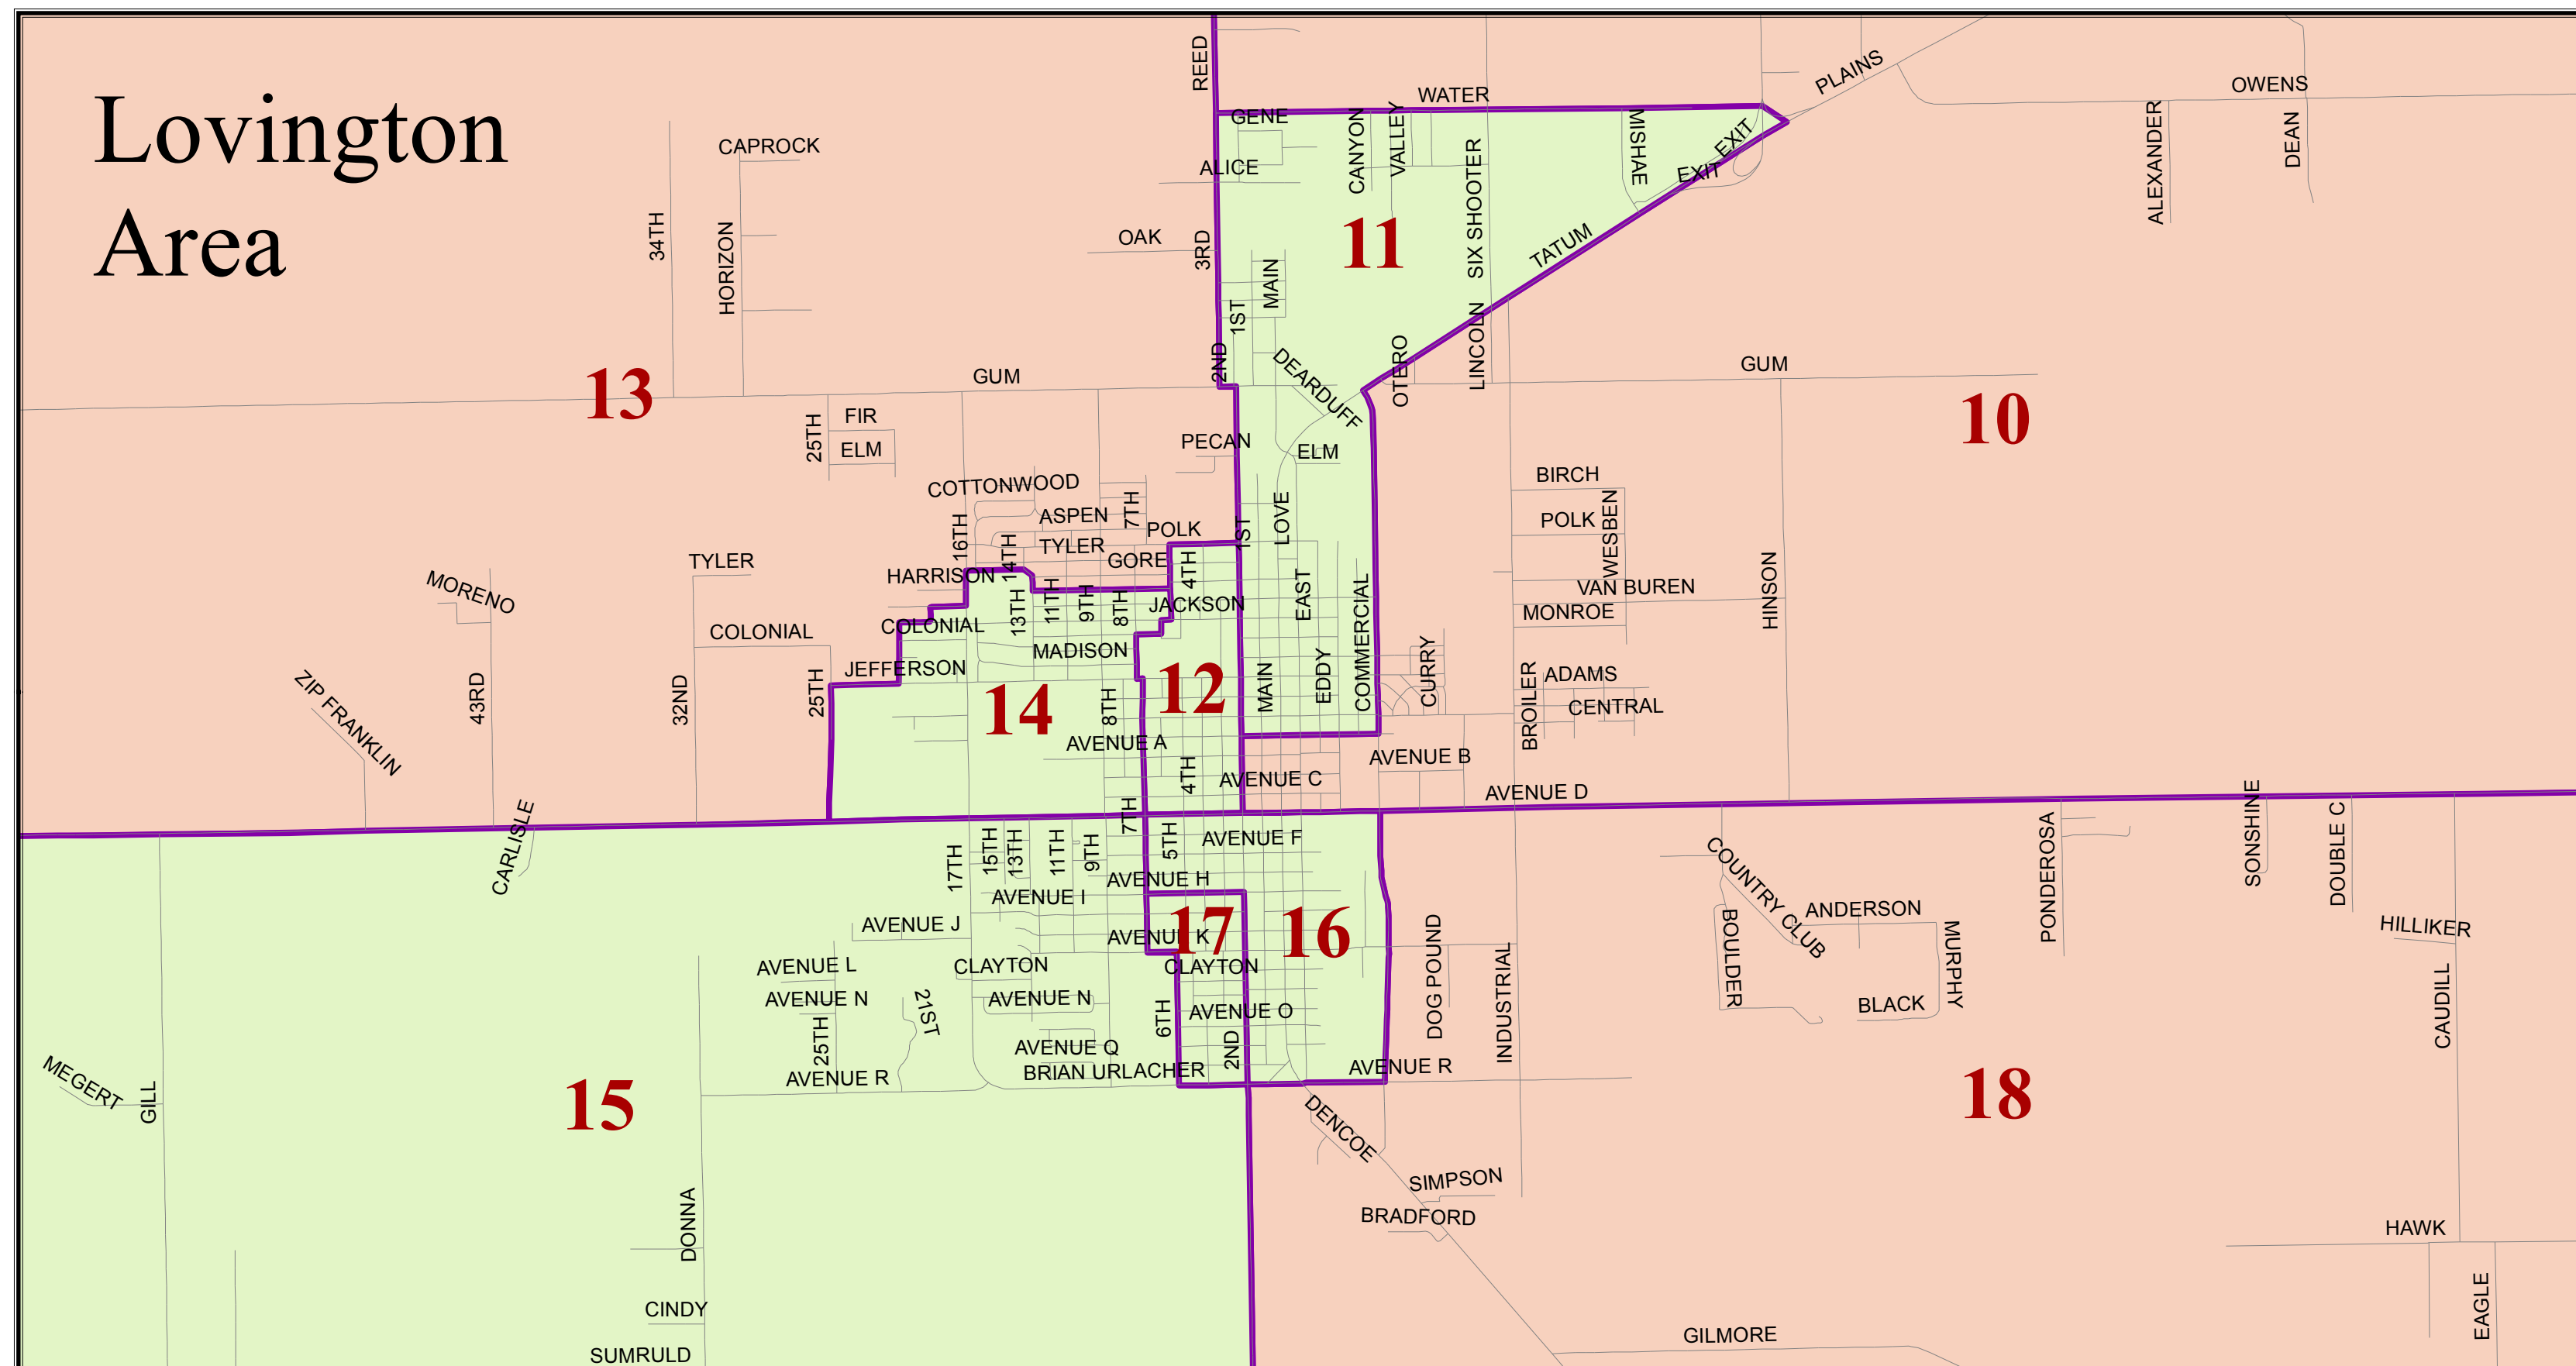 Lovington
Area
REED
WATER
PLAINS
OWENS
GENE
CANYON
VALLEY
MISHAE
EXIT
EXIT
ALEXANDER
DEAN
CAPROCK
ALICE
SIX SHOOTER
34TH
HORIZON
OAK
3RD
11
TATUM
MAIN
1ST
2ND
DEARDUFF
OTERO
LINCOLN
GUM
GUM
13
10
25TH
FIR
ELM
PECAN
ELM
BIRCH
COTTONWOOD
ASPEN
7TH
POLK
1ST
LOVE
POLK
WESBEN
16TH
14TH
TYLER
GORE
4TH
TYLER
HARRISON
MORENO
13TH
11TH
9TH
8TH
JACKSON
EAST
COMMERCIAL
VAN BUREN
MONROE
HINSON
COLONIAL
COLONIAL
MADISON
JEFFERSON
CURRY
ZIP FRANKLIN
43RD
32ND
25TH
14
8TH
12
MAIN
EDDY
BROILER
ADAMS
CENTRAL
AVENUE A
4TH
AVENUE B
AVENUE C
AVENUE D
CARLISLE
7TH
SONSHINE
DOUBLE C
17TH
15TH
13TH
11TH
9TH
5TH
AVENUE F
COUNTRY CLUB
PONDEROSA
AVENUE H
AVENUE I
AVENUE J
AVENUE K
17
16
DOG POUND
INDUSTRIAL
BOULDER
ANDERSON
MURPHY
HILLIKER
AVENUE L
CLAYTON
CLAYTON
AVENUE N
AVENUE N
21ST
25TH
6TH
AVENUE O
2ND
BLACK
CAUDILL
AVENUE Q
BRIAN URLACHER
AVENUE R
AVENUE R
MEGERT
GILL
15
18
DENCOE
SIMPSON
BRADFORD
DONNA
HAWK
EAGLE
CINDY
GILMORE
SUMRULD